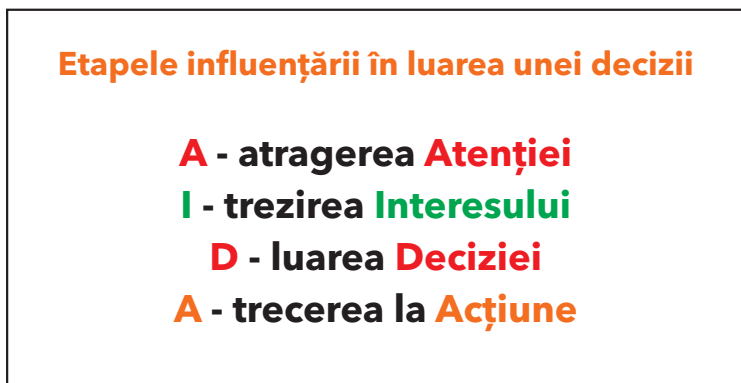 Etapele influențării în luarea unei decizii
A - atragerea Atenției
I - trezirea Interesului
D - luarea Deciziei
A - trecerea la Acțiune